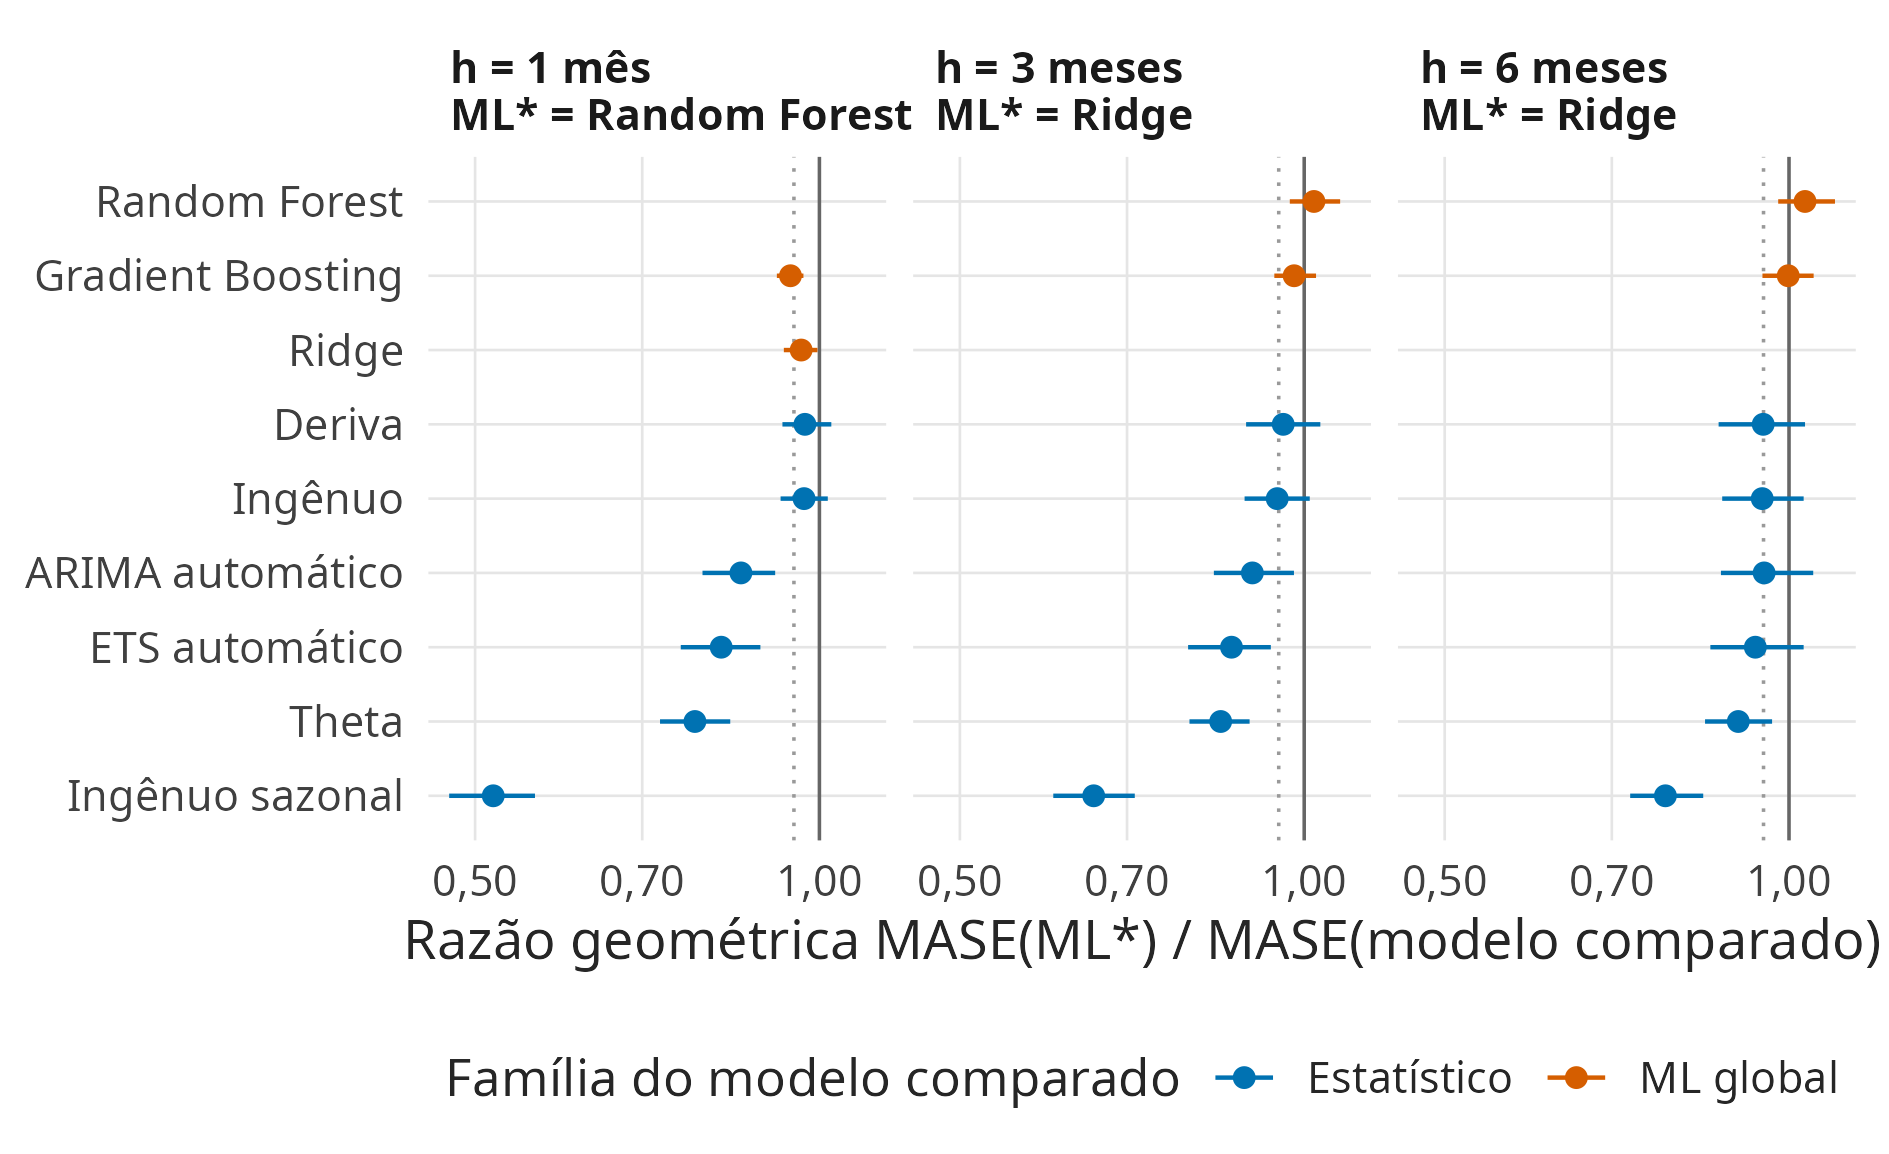 h = 1 mês
ML* = Random Forest
h = 3 meses
ML* = Ridge
h = 6 meses
ML* = Ridge
Random Forest
Gradient Boosting
Ridge
Deriva
Ingênuo
ARIMA automático
ETS automático
Theta
Ingênuo sazonal
0,50 0,70 1,00
0,50 0,70 1,00
0,50 0,70 1,00
Razão geométrica MASE(ML*) / MASE(modelo comparado)
Família do modelo comparado Estatístico ML global